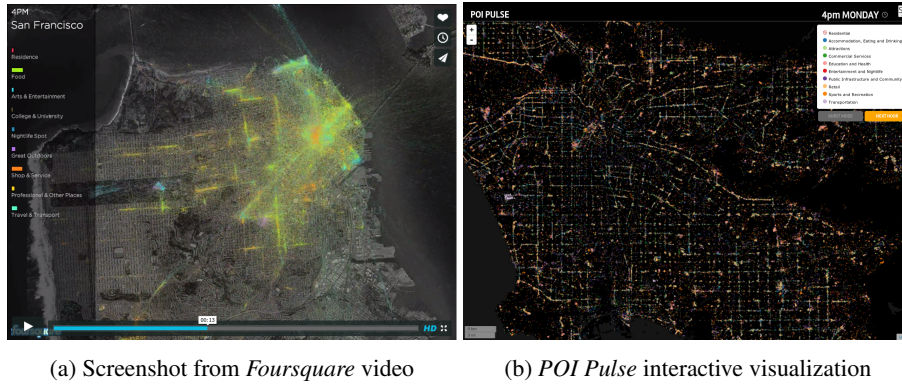 4PM
San Francisco
Residence
Food
Arts & Entertainment
College & University
Nightlife Spot
Great Outdoors
Shop & Service
Professional & Other Places
Travel & Transport
00:13
HD
POI PULSE
4pm MONDAY
+
-
Residential
Accommodation, Eating and Drinking
Attractions
Commercial Services
Education and Health
Entertainment and Nightlife
Public Infrastructure and Community
Retail
Sports and Recreation
Transportation
NEXT HOUR
(a) Screenshot from Foursquare video
(b) POI Pulse interactive visualization